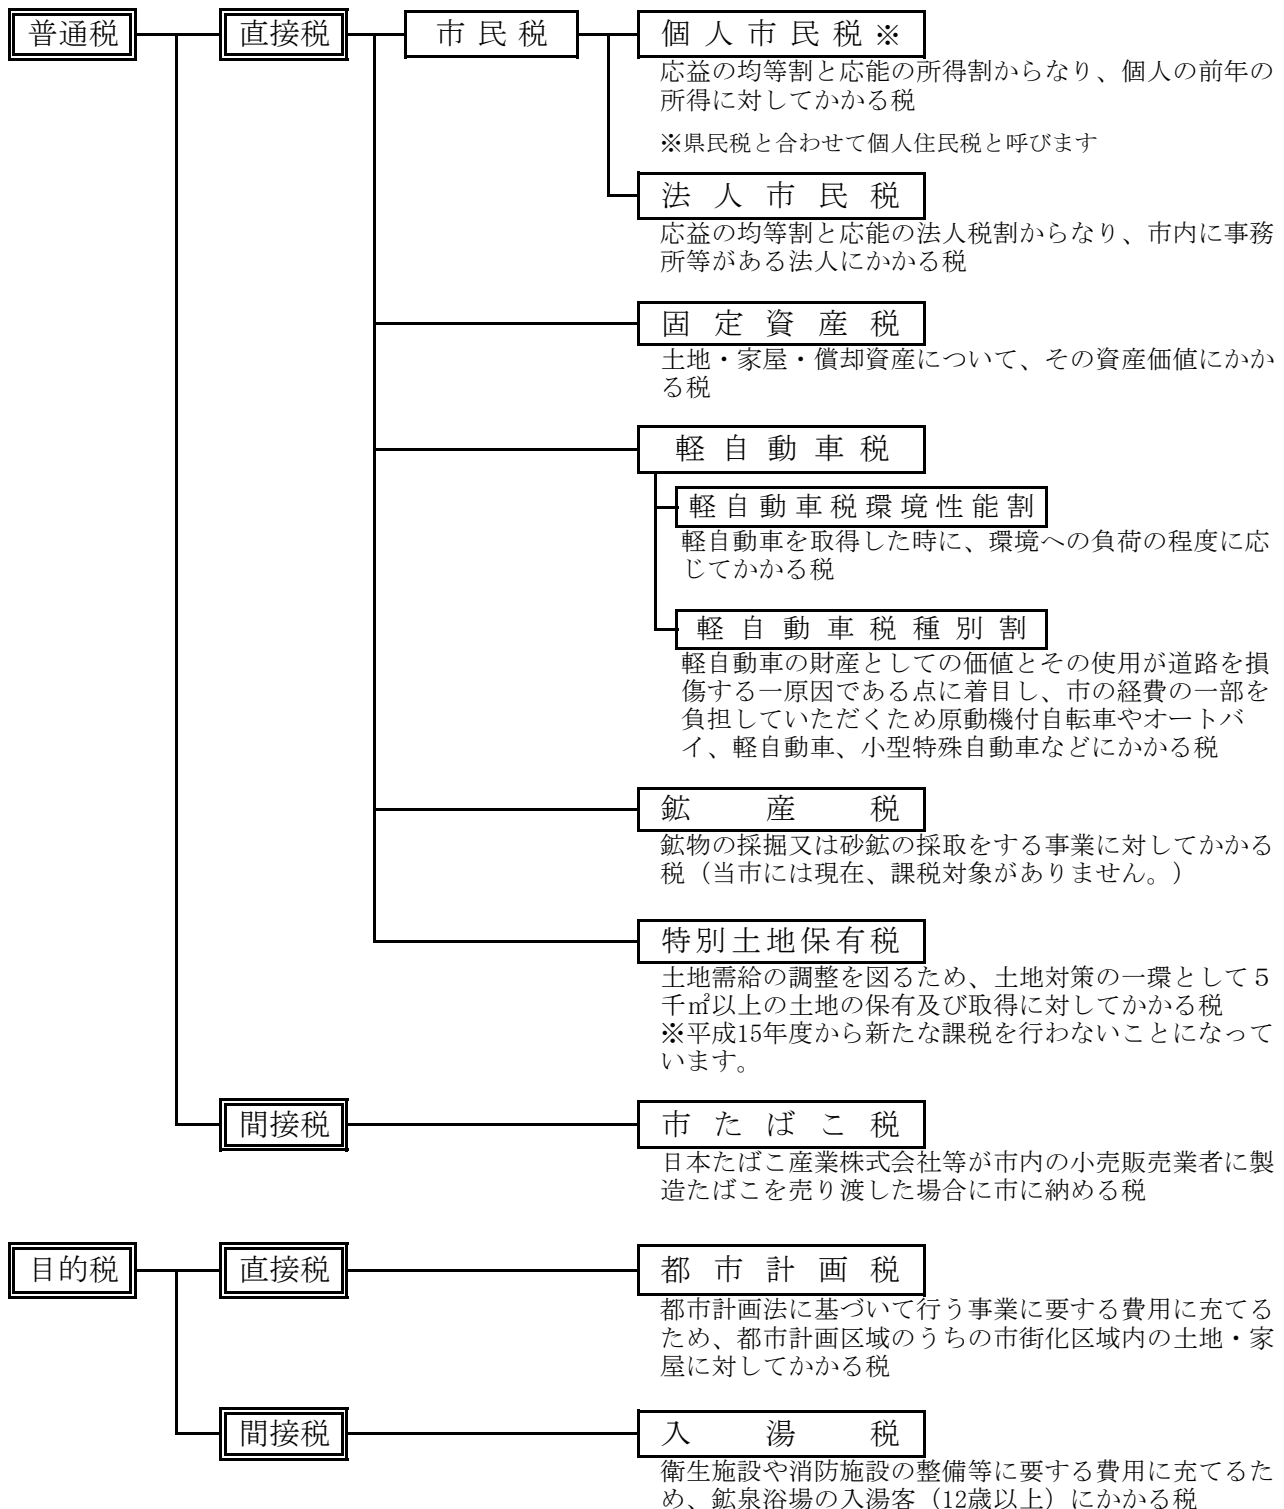 普通税
直接税
市民税
個人市民税※
応益の均等割と応能の所得割からなり、個人の前年の
所得に対してかかる税
※県民税と合わせて個人住民税と呼びます
法人市民税
応益の均等割と応能の法人税割からなり、市内に事務
所等がある法人にかかる税
固定資産税
土地・家屋・償却資産について、その資産価値にかか
る税
軽自動車税
軽自動車税環境性能割
軽自動車を取得した時に、環境への負荷の程度に応
じてかかる税
軽自動車税種別割
軽自動車の財産としての価値とその使用が道路を損
傷する一原因である点に着目し、市の経費の一部を
負担していただくため原動機付自転車やオートバ
イ、軽自動車、小型特殊自動車などにかかる税
鉱産税
鉱物の採掘又は砂鉱の採取をする事業に対してかかる
税（当市には現在、課税対象がありません。）
特別土地保有税
土地需給の調整を図るため、土地対策の一環として５
千㎡以上の土地の保有及び取得に対してかかる税
※平成15年度から新たな課税を行わないことになって
います。
間接税
市たばこ税
日本たばこ産業株式会社等が市内の小売販売業者に製
造たばこを売り渡した場合に市に納める税
目的税
直接税
都市計画税
都市計画法に基づいて行う事業に要する費用に充てる
ため、都市計画区域のうちの市街化区域内の土地・家
屋に対してかかる税
間接税
入湯税
衛生施設や消防施設の整備等に要する費用に充てるた
め、鉱泉浴場の入湯客（12歳以上）にかかる税